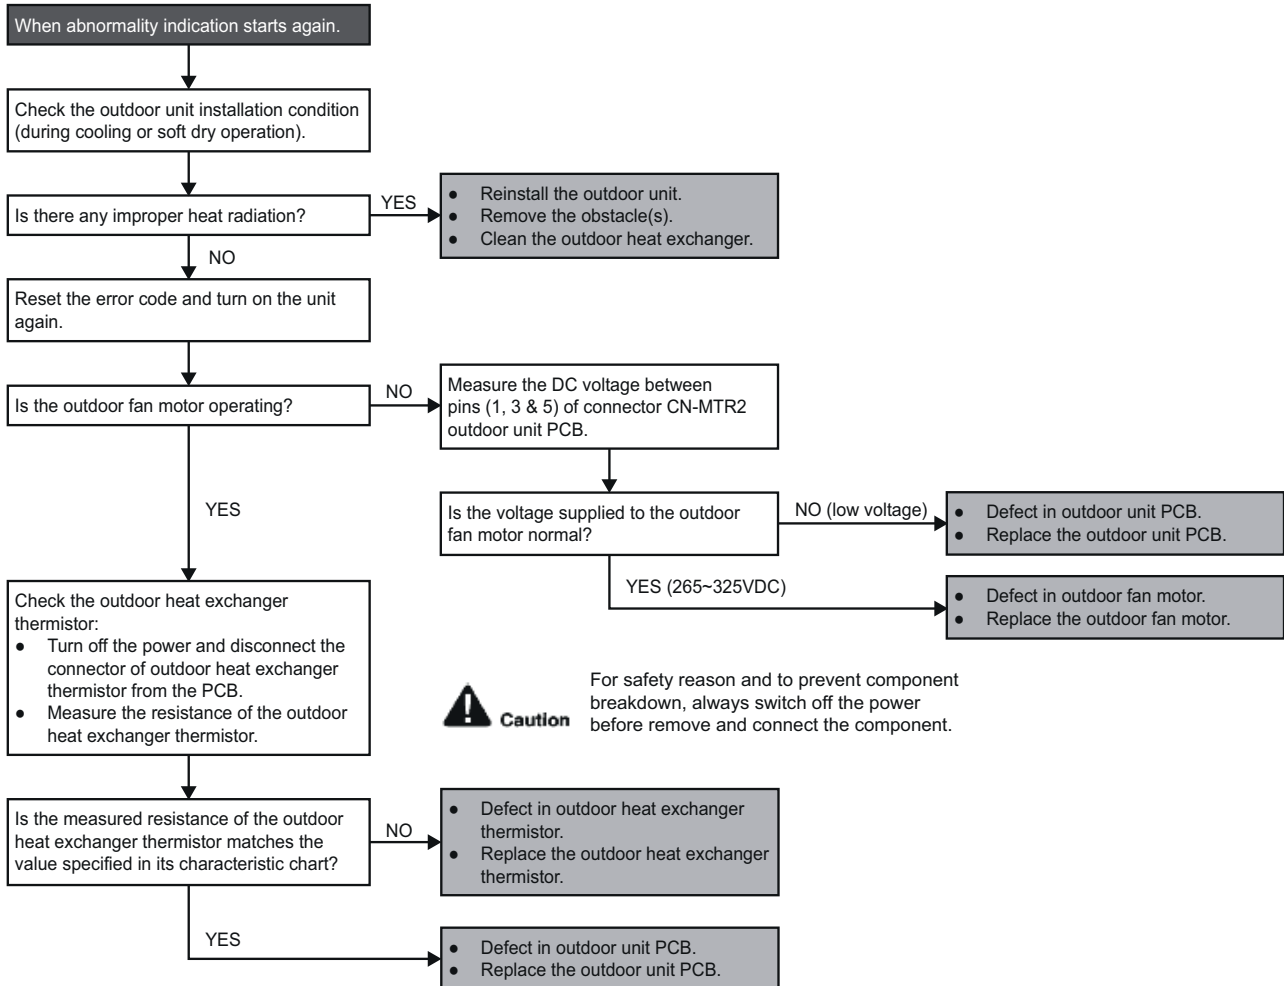 When abnormality indication starts again.
Check the outdoor unit installation condition
(during cooling or soft dry operation).
Is there any improper heat radiation?
YES
● Reinstall the outdoor unit.
● Remove the obstacle(s).
● Clean the outdoor heat exchanger.
NO
Reset the error code and turn on the unit
again.
Is the outdoor fan motor operating?
NO
Measure the DC voltage between
pins (1, 3 & 5) of connector CN-MTR2
outdoor unit PCB.
Is the voltage supplied to the outdoor
fan motor normal?
NO (low voltage)
● Defect in outdoor unit PCB.
● Replace the outdoor unit PCB.
YES (265~325VDC)
● Defect in outdoor fan motor.
● Replace the outdoor fan motor.
YES
Check the outdoor heat exchanger
thermistor:
● Turn off the power and disconnect the
connector of outdoor heat exchanger
thermistor from the PCB.
● Measure the resistance of the outdoor
heat exchanger thermistor.
Caution
For safety reason and to prevent component
breakdown, always switch off the power
before remove and connect the component.
Is the measured resistance of the outdoor
heat exchanger thermistor matches the
value specified in its characteristic chart?
NO
● Defect in outdoor heat exchanger
thermistor.
● Replace the outdoor heat exchanger
thermistor.
YES
● Defect in outdoor unit PCB.
● Replace the outdoor unit PCB.